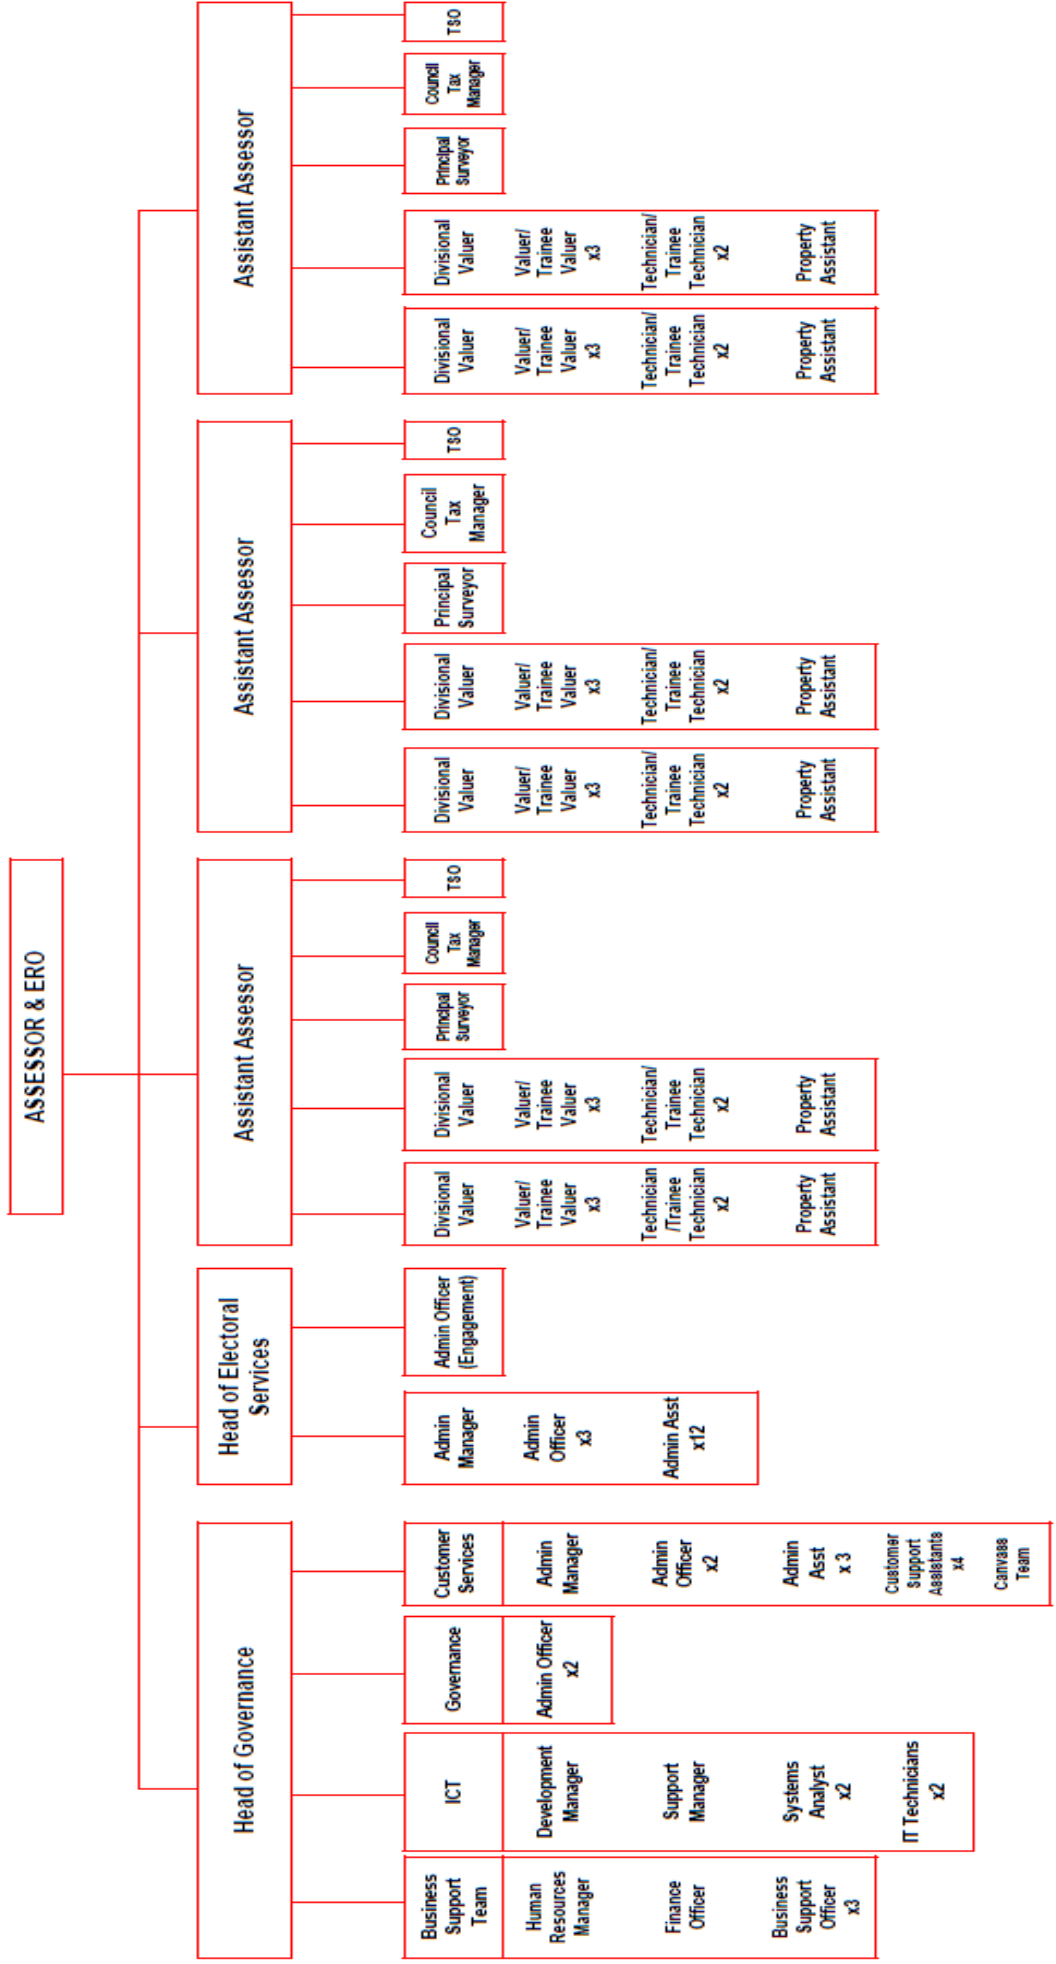 ASSESSOR & ERO
Head of Governance
Head of Electoral
Services
Assistant Assessor
Assistant Assessor
Assistant Assessor
Business
Support
Team
Human
Resources
Manager
Finance
Officer
Business
Support
Officer
x3
ICT
Development
Manager
Support
Manager
Systems
Analyst
x2
IT Technicians
x2
Governance
Admin Officer
x2
Customer
Services
Admin
Manager
Admin
Officer
x2
Admin
Asst
x 3
Customer
Support
Assistants
x4
Canvass
Team
Admin
Manager
Admin
Officer
x3
Admin Asst
x12
Admin Officer
(Engagement)
Divisional
Valuer
Valuer/
Trainee
Valuer
x3
Technician
/Trainee
Technician
x2
Property
Assistant
Divisional
Valuer
Valuer/
Trainee
Valuer
x3
Technician/
Trainee
Technician
x2
Property
Assistant
Principal
Surveyor
Council
Tax
Manager
TSO
Divisional
Valuer
Valuer/
Trainee
Valuer
x3
Technician/
Trainee
Technician
x2
Property
Assistant
Divisional
Valuer
Valuer/
Trainee
Valuer
x3
Technician/
Trainee
Technician
x2
Property
Assistant
Principal
Surveyor
Council
Tax
Manager
TSO
Divisional
Valuer
Valuer/
Trainee
Valuer
x3
Technician/
Trainee
Technician
x2
Property
Assistant
Divisional
Valuer
Valuer/
Trainee
Valuer
x3
Technician/
Trainee
Technician
x2
Property
Assistant
Principal
Surveyor
Council
Tax
Manager
TSO